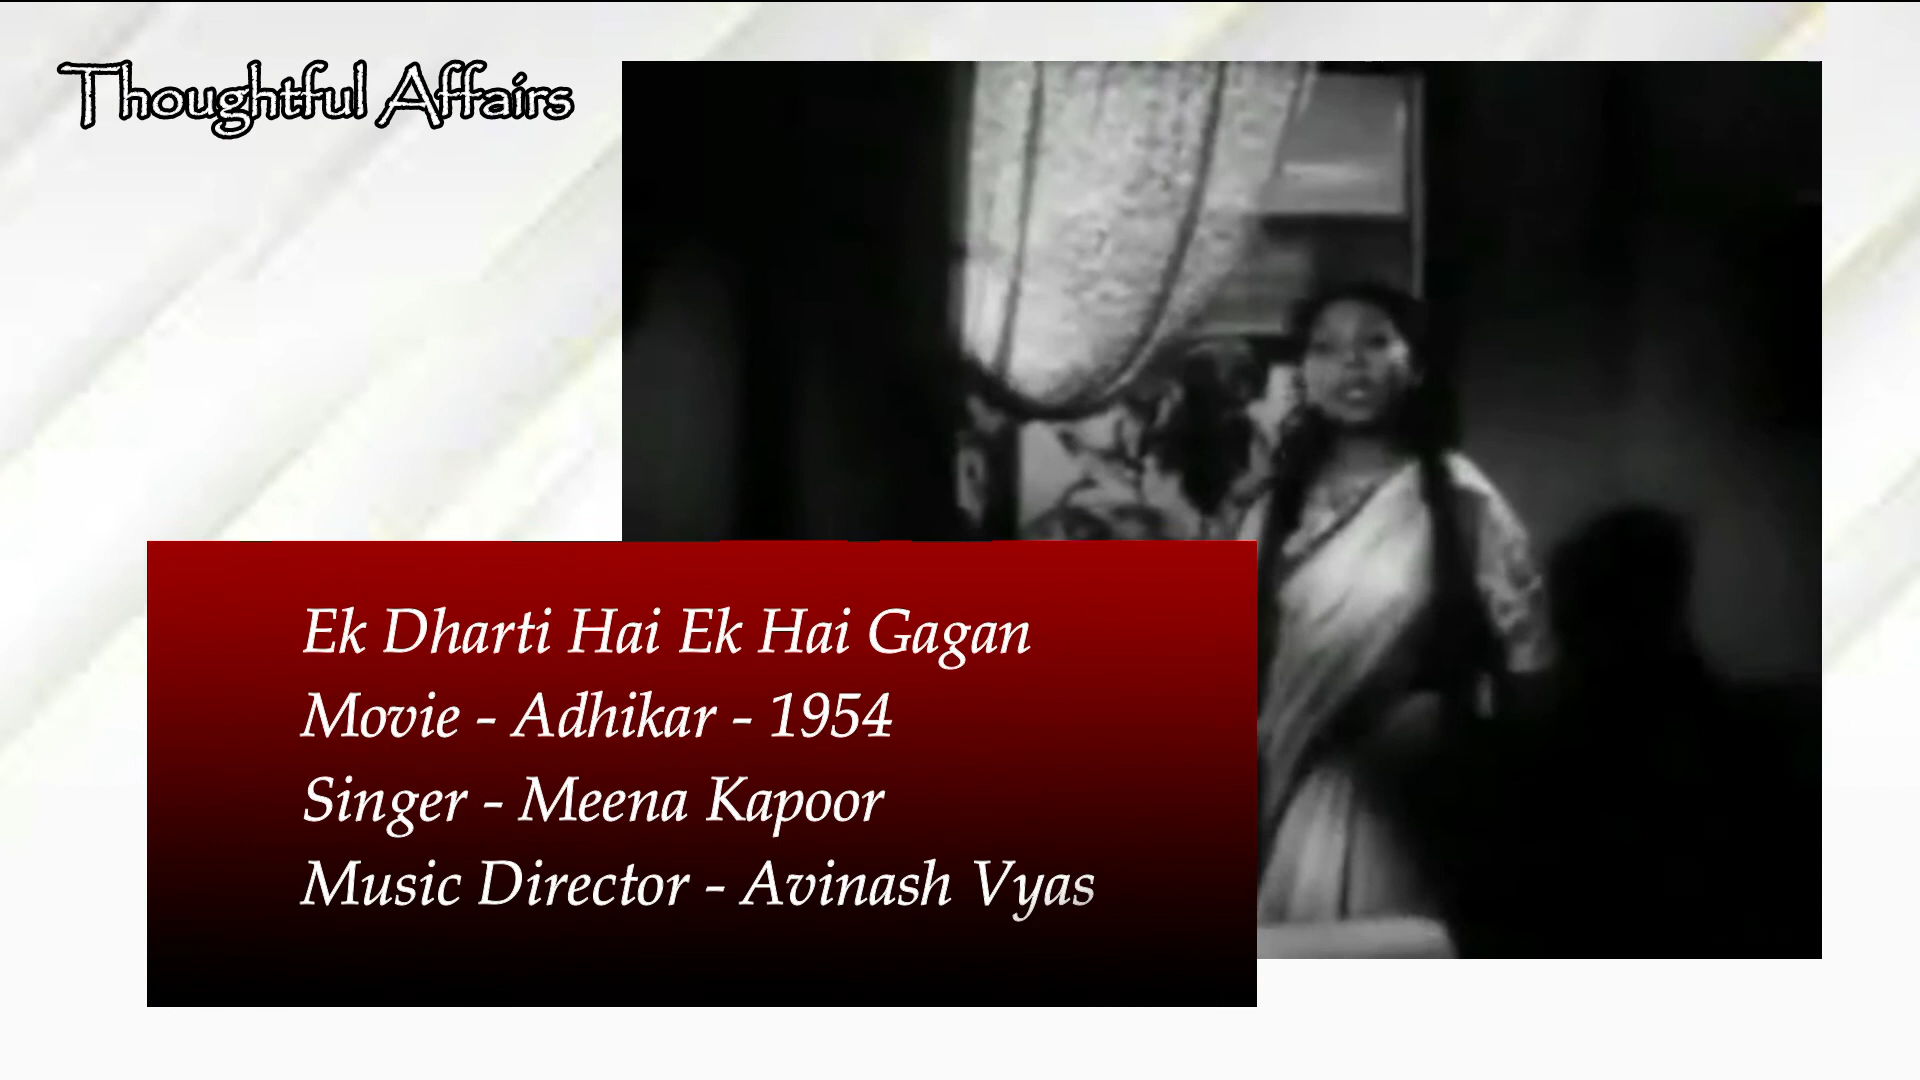 Thoughtful Affairs
Ek Dharti Hai Ek Hai Gagan
Movie - Adhikar - 1954
Singer - Meena Kapoor
Music Director - Avinash Vyas